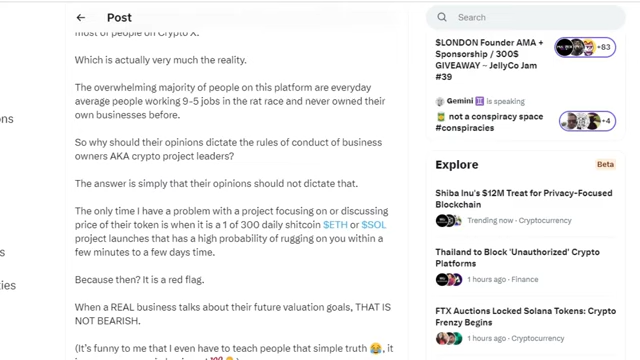 Post
Search
most of people on Crypto X.
Which is actually very much the reality.
The overwhelming majority of people on this platform are everyday
average people working 9-5 jobs in the rat race and never owned their
own businesses before.
So why should their opinions dictate the rules of conduct of business
owners AKA crypto project leaders?
The answer is simply that their opinions should not dictate that.
The only time I have a problem with a project focusing on or discussing
price of their token is when it is a 1 of 300 daily shitcoin $ETH or $SOL
project launches that has a high probability of rugging on you within a
few minutes to a few days time.
Because then? It is a red flag.
When a REAL business talks about their future valuation goals, THAT IS
NOT BEARISH.
(It's funny to me that I even have to teach people that simple truth 😂, it
ons
s
ties
$LONDON Founder AMA +
Sponsorship / 300$
GIVEAWAY ~ JellyCo Jam
#39
+83
Gemini ♊ is speaking
not a conspiracy space
#conspiracies
+4
Explore
Beta
Shiba Inu's $12M Treat for Privacy-Focused
Blockchain
Trending now · Cryptocurrency
Thailand to Block 'Unauthorized' Crypto
Platforms
1 hours ago · Finance
FTX Auctions Locked Solana Tokens: Crypto
Frenzy Begins
1 hours ago · Cryptocurrency